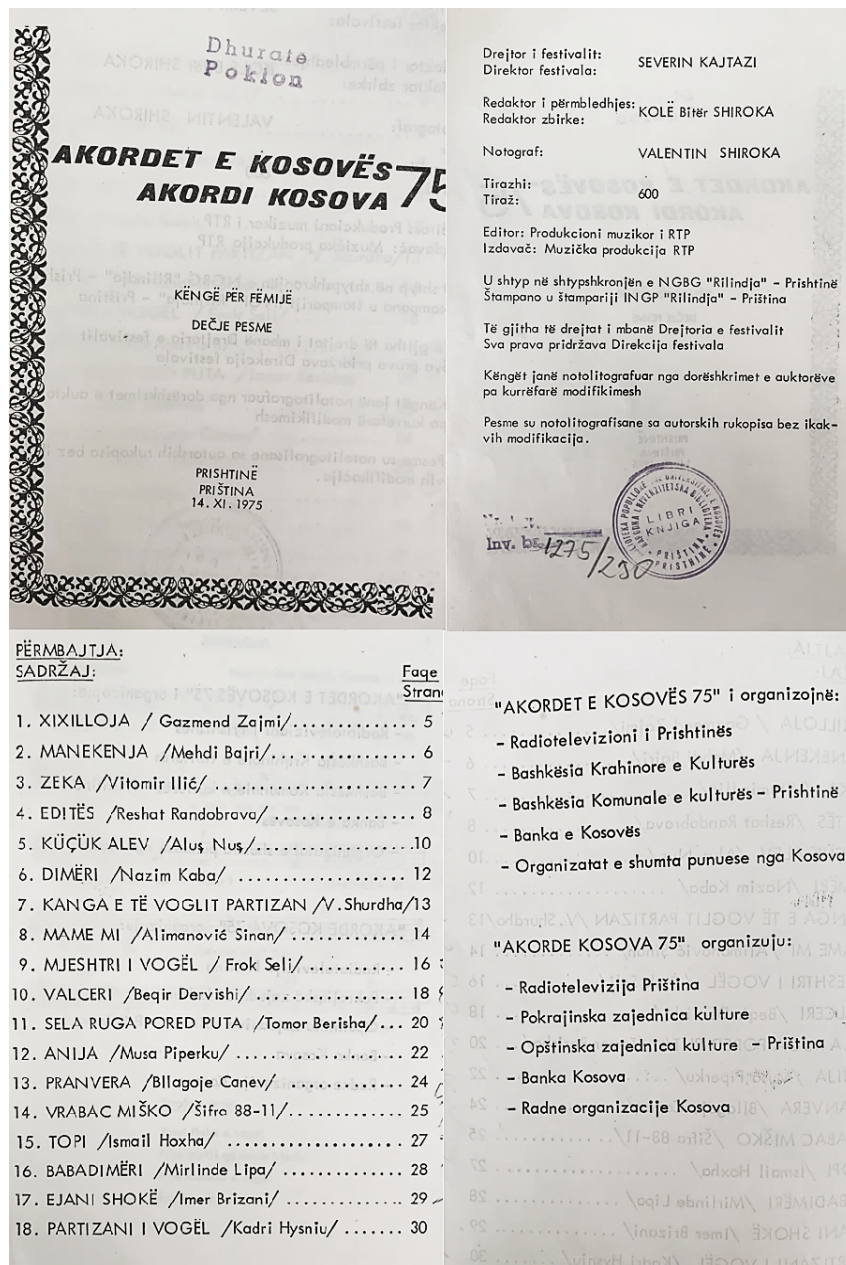 Dhuratë
Poklon
AKORDET E KOSOVËS
AKORDI KOSOVA 75
KËNGË PËR FËMIJË
DEČJE PESME
PRISHTINË
PRIŠTINA
14. XI. 1975
Drejtor i festivalit:
Direktor festivala:
SEVERIN KAJTAZI
Redaktor i përmbledhjes:
Redaktor zbirke:
KOLË Bitër SHIROKA
Notograf:
VALENTIN SHIROKA
Tirazhi:
Tiraž:
600
Editor: Produkcioni muzikor i RTP
Izdavač: Muzička produkcija RTP
U shtyp në shtypshkronjën e NGBG "Rilindja" - Prishtinë
Štampano u štampariji INGP "Rilindja" - Priština
Të gjitha të drejtat i mbanë Drejtoria e festivalit
Sva prava pridržava Direkcija festivala
Këngët janë notolitografuar nga dorëshkrimet e auktorëve
pa kurrëfarë modifikimesh
Pesme su notolitografisane sa autorskih rukopisa bez ikak-
vih modifikacija.
LIBRI
KNJIGA
PRIŠTINA
PRISHTINË
Inv. br. 1275/290
PËRMBAJTJA:
SADRŽAJ:
Faqe
Strana
1. XIXILLOJA / Gazmend Zajmi/.................. 5
2. MANEKENJA /Mehdi Bajri/.................... 6
3. ZEKA /Vitomir Ilić/ ....................... 7
4. EDITËS /Reshat Randobrava/ ................ 8
5. KÜÇÜK ALEV /Aluş Nuş/......................10
6. DIMËRI /Nazim Kaba/ ................. 12
7. KANGA E TË VOGLIT PARTIZAN /V.Shurdha/13
8. MAME MI /Alimanović Sinan/ ............. 14
9. MJESHTRI I VOGËL / Frok Seli/........... 16
10. VALCERI /Beqir Dervishi/ ............... 18
11. SELA RUGA PORED PUTA /Tomor Berisha/... 20
12. ANIJA /Musa Piperku/ ................. 22
13. PRANVERA /Bllagoje Canev/ ............. 24
14. VRABAC MIŠKO /Šifra 88-11/............. 25
15. TOPI /Ismail Hoxha/ .................. 27
16. BABADIMËRI /Mirlinde Lipa/ ............. 28
17. EJANI SHOKË /Imer Brizani/ ............. 29
18. PARTIZANI I VOGËL /Kadri Hysniu/ ....... 30
"AKORDET E KOSOVËS 75" i organizojnë:
- Radiotelevizioni i Prishtinës
- Bashkësia Krahinore e Kulturës
- Bashkësia Komunale e kulturës - Prishtinë
- Banka e Kosovës
- Organizatat e shumta punuese nga Kosova
"AKORDE KOSOVA 75" organizuju:
- Radiotelevizija Priština
- Pokrajinska zajednica kulture
- Opštinska zajednica kulture - Priština
- Banka Kosova
- Radne organizacije Kosova